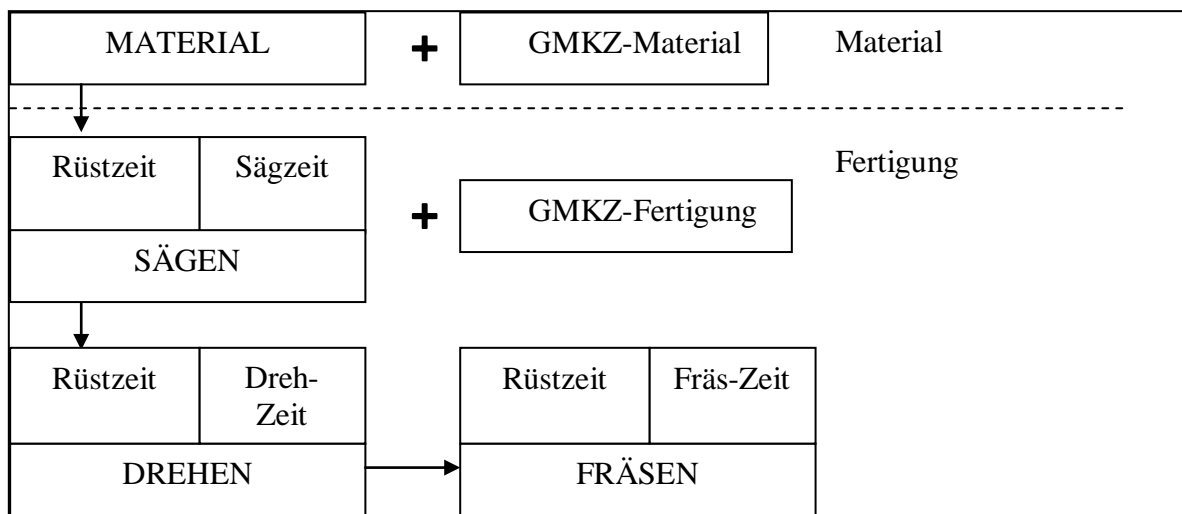 MATERIAL + GMKZ-Material Material
Rüstzeit Sägzeit Fertigung
+ GMKZ-Fertigung
SÄGEN
Rüstzeit Dreh- Rüstzeit Fräs-Zeit
Zeit
DREHEN FRÄSEN